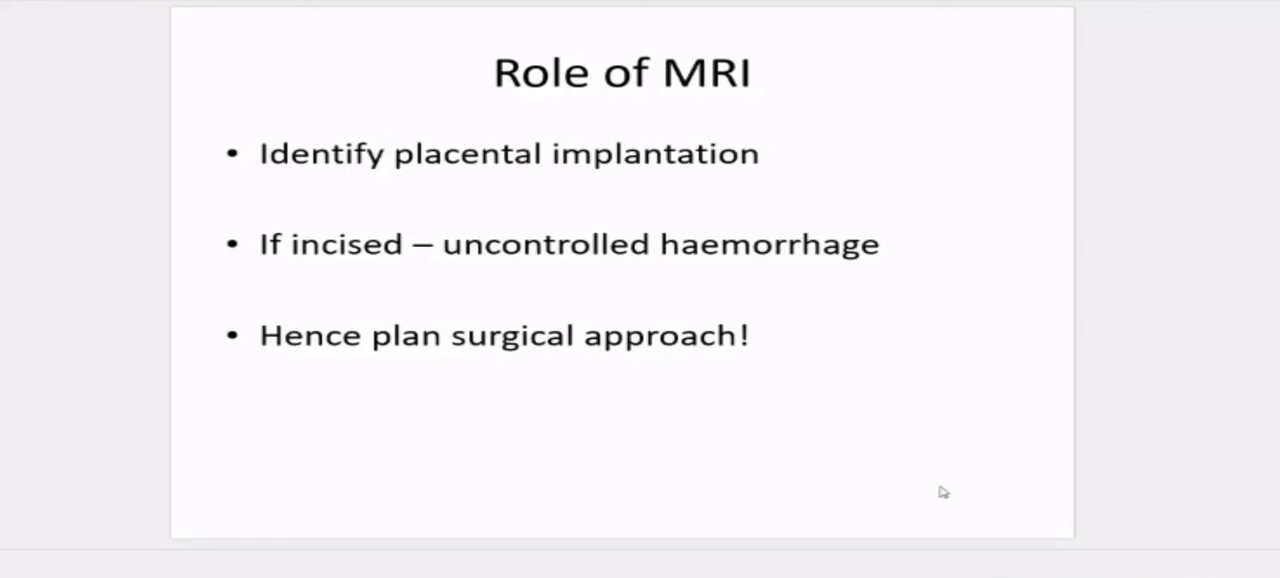 Role of MRI
• Identify placental implantation
• If incised – uncontrolled haemorrhage
• Hence plan surgical approach!